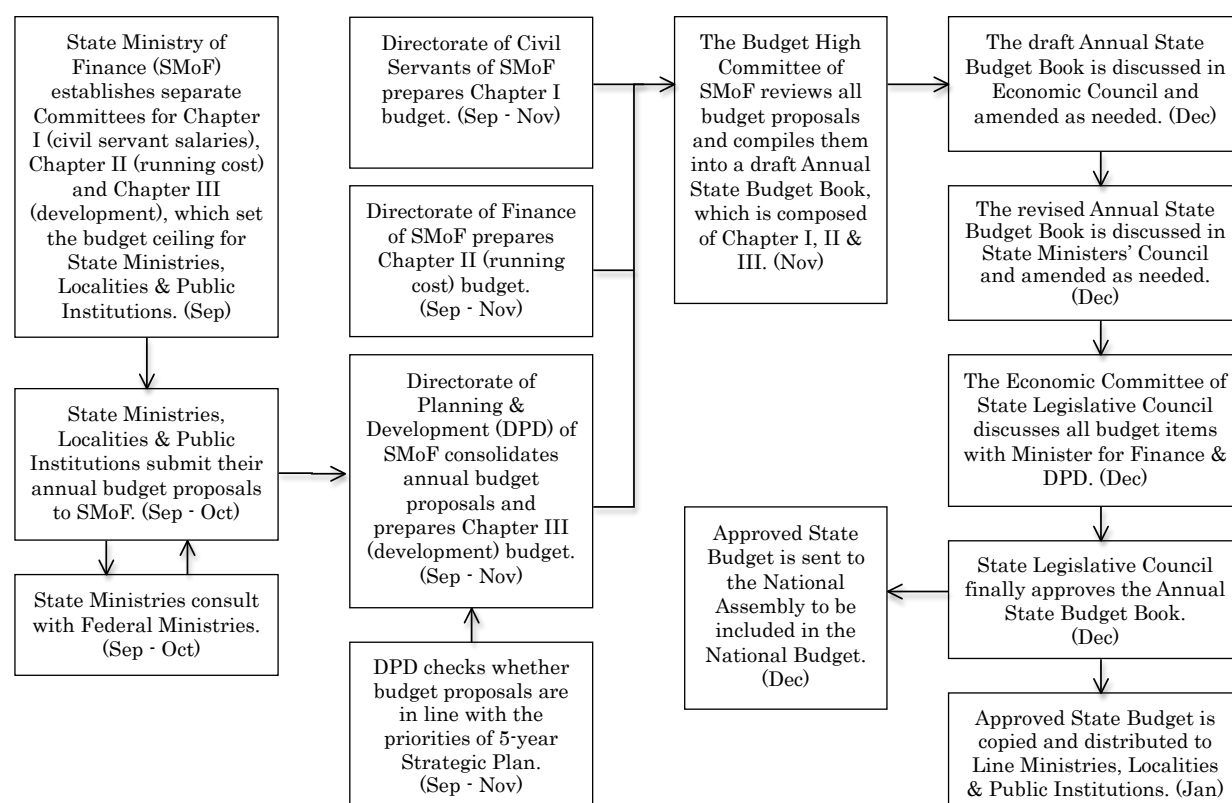 State Ministry of
Finance (SMoF)
establishes separate
Committees for Chapter
I (civil servant salaries),
Chapter II (running cost)
and Chapter III
(development), which set
the budget ceiling for
State Ministries,
Localities & Public
Institutions. (Sep)
State Ministries,
Localities & Public
Institutions submit their
annual budget proposals
to SMoF. (Sep - Oct)
State Ministries consult
with Federal Ministries.
(Sep - Oct)
Directorate of Civil
Servants of SMoF
prepares Chapter I
budget. (Sep - Nov)
Directorate of Finance
of SMoF prepares
Chapter II (running
cost) budget.
(Sep - Nov)
Directorate of
Planning &
Development (DPD) of
SMoF consolidates
annual budget
proposals and
prepares Chapter III
(development) budget.
(Sep - Nov)
DPD checks whether
budget proposals are
in line with the
priorities of 5-year
Strategic Plan.
(Sep - Nov)
The Budget High
Committee of
SMoF reviews all
budget proposals
and compiles them
into a draft Annual
State Budget Book,
which is composed
of Chapter I, II &
III. (Nov)
The draft Annual State
Budget Book is discussed in
Economic Council and
amended as needed. (Dec)
The revised Annual State
Budget Book is discussed in
State Ministers' Council
and amended as needed.
(Dec)
The Economic Committee of
State Legislative Council
discusses all budget items
with Minister for Finance &
DPD. (Dec)
State Legislative Council
finally approves the Annual
State Budget Book.
(Dec)
Approved State
Budget is sent to
the National
Assembly to be
included in the
National Budget.
(Dec)
Approved State Budget is
copied and distributed to
Line Ministries, Localities
& Public Institutions. (Jan)